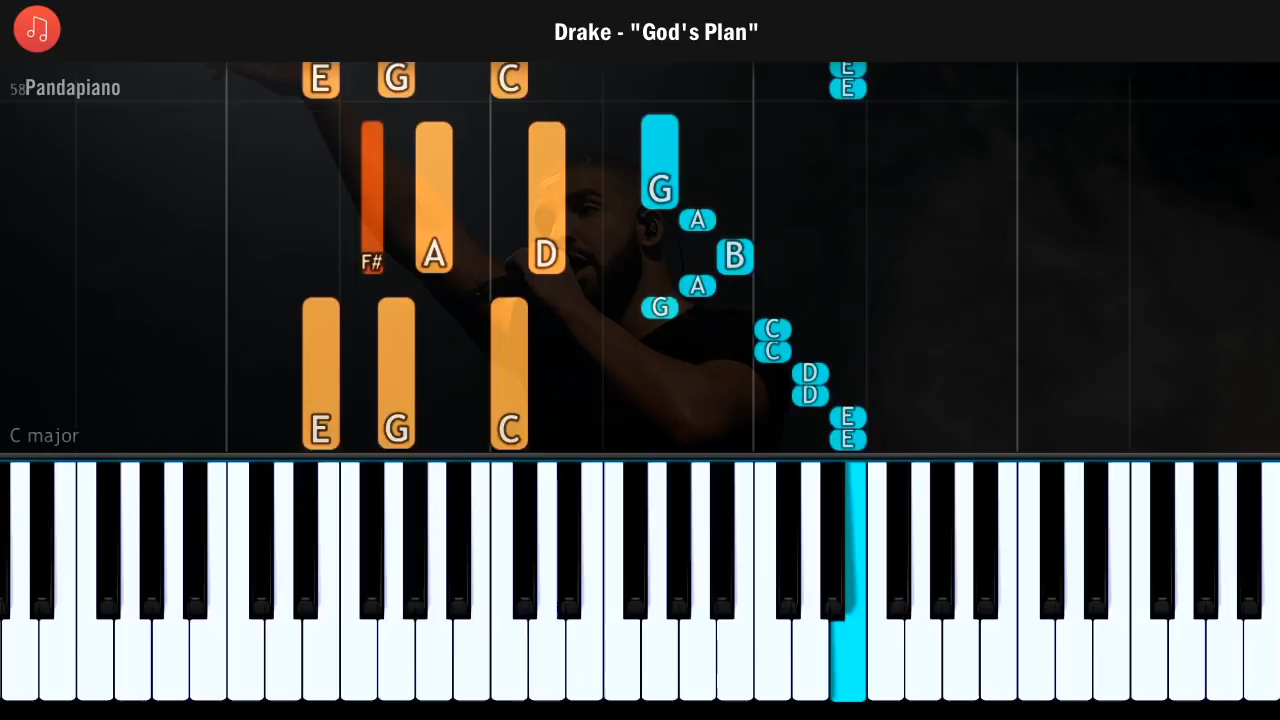 Drake - "God's Plan"
58Pandapiano
E G C E
E
G
A
F# A D B
A
G
C
C
D
D
E
C major E G C E